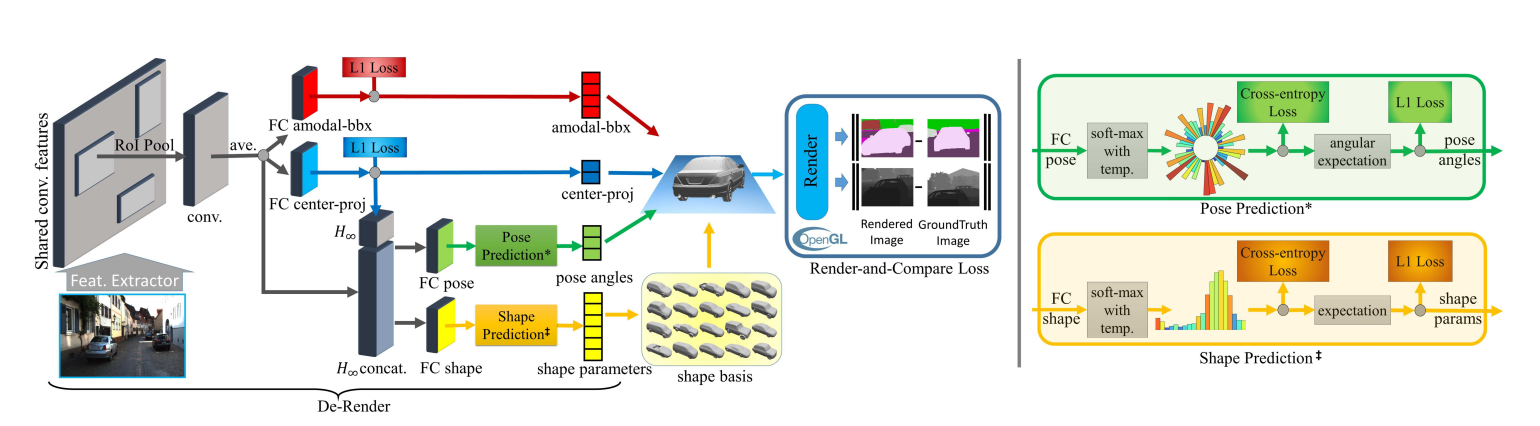 Shared conv. features
RoI Pool
conv.
ave.
Feat. Extractor
FC amodal-bbx
L1 Loss
amodal-bbx
FC center-proj
L1 Loss
center-proj
H∞
H∞ concat.
FC pose
Pose
Prediction*
pose angles
FC shape
Shape
Prediction‡
shape parameters
De-Render
shape basis
Render
Rendered
Image
GroundTruth
Image
OpenGL
Render-and-Compare Loss
FC
pose
soft-max
with
temp.
Cross-entropy
Loss
angular
expectation
L1 Loss
pose
angles
Pose Prediction*
FC
shape
soft-max
with
temp.
Cross-entropy
Loss
expectation
L1 Loss
shape
params
Shape Prediction‡